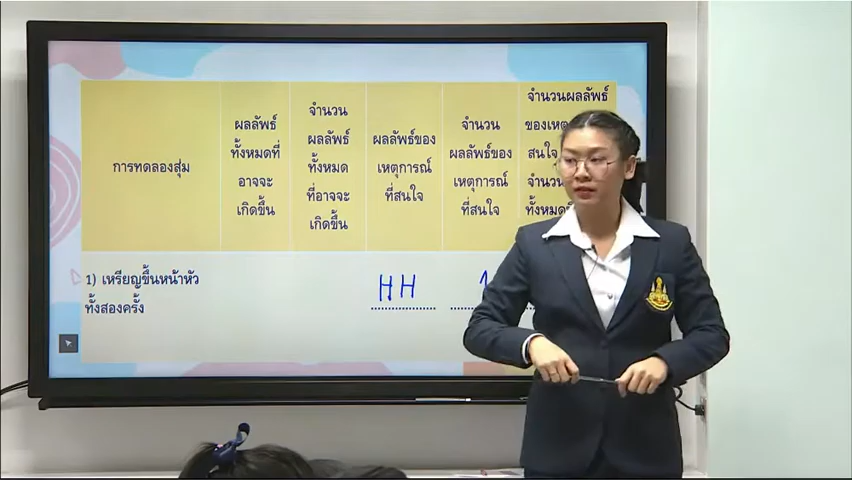 การทดลองสุ่ม
ผลลัพธ์
ทั้งหมดที่
อาจจะ
เกิดขึ้น
จำนวน
ผลลัพธ์
ทั้งหมด
ที่อาจจะ
เกิดขึ้น
ผลลัพธ์ของ
เหตุการณ์
ที่สนใจ
จำนวน
ผลลัพธ์ของ
เหตุการณ์
ที่สนใจ
จำนวนผลลัพธ์
สนใจ
1) เหรียญขึ้นหน้าหัว
ทั้งสองครั้ง
HH